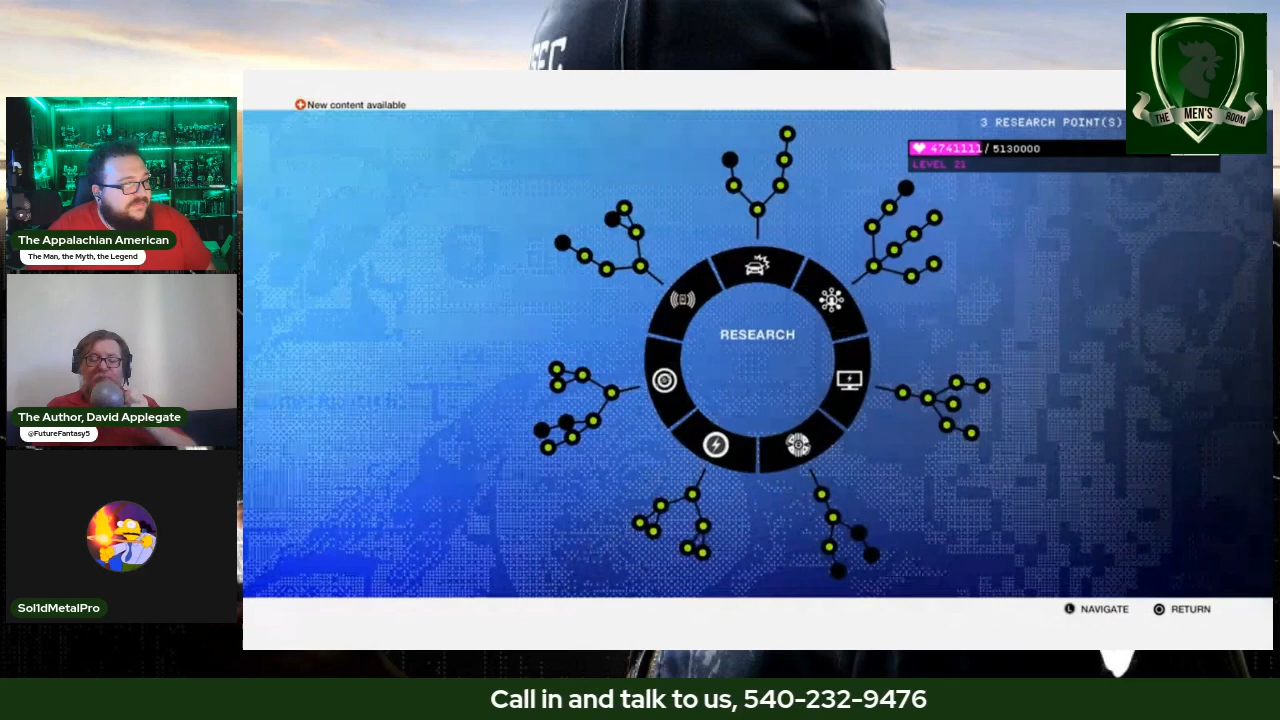 SEC
New content available
3 RESEARCH POINT(S)
4741111 / 5130000
LEVEL 21
THE MEN'S ROOM
RESEARCH
The Appalachian American
The Man, the Myth, the Legend
The Author, David Applegate
@FutureFantasy5
Sol1dMetalPro
L NAVIGATE
RETURN
Call in and talk to us, 540-232-9476